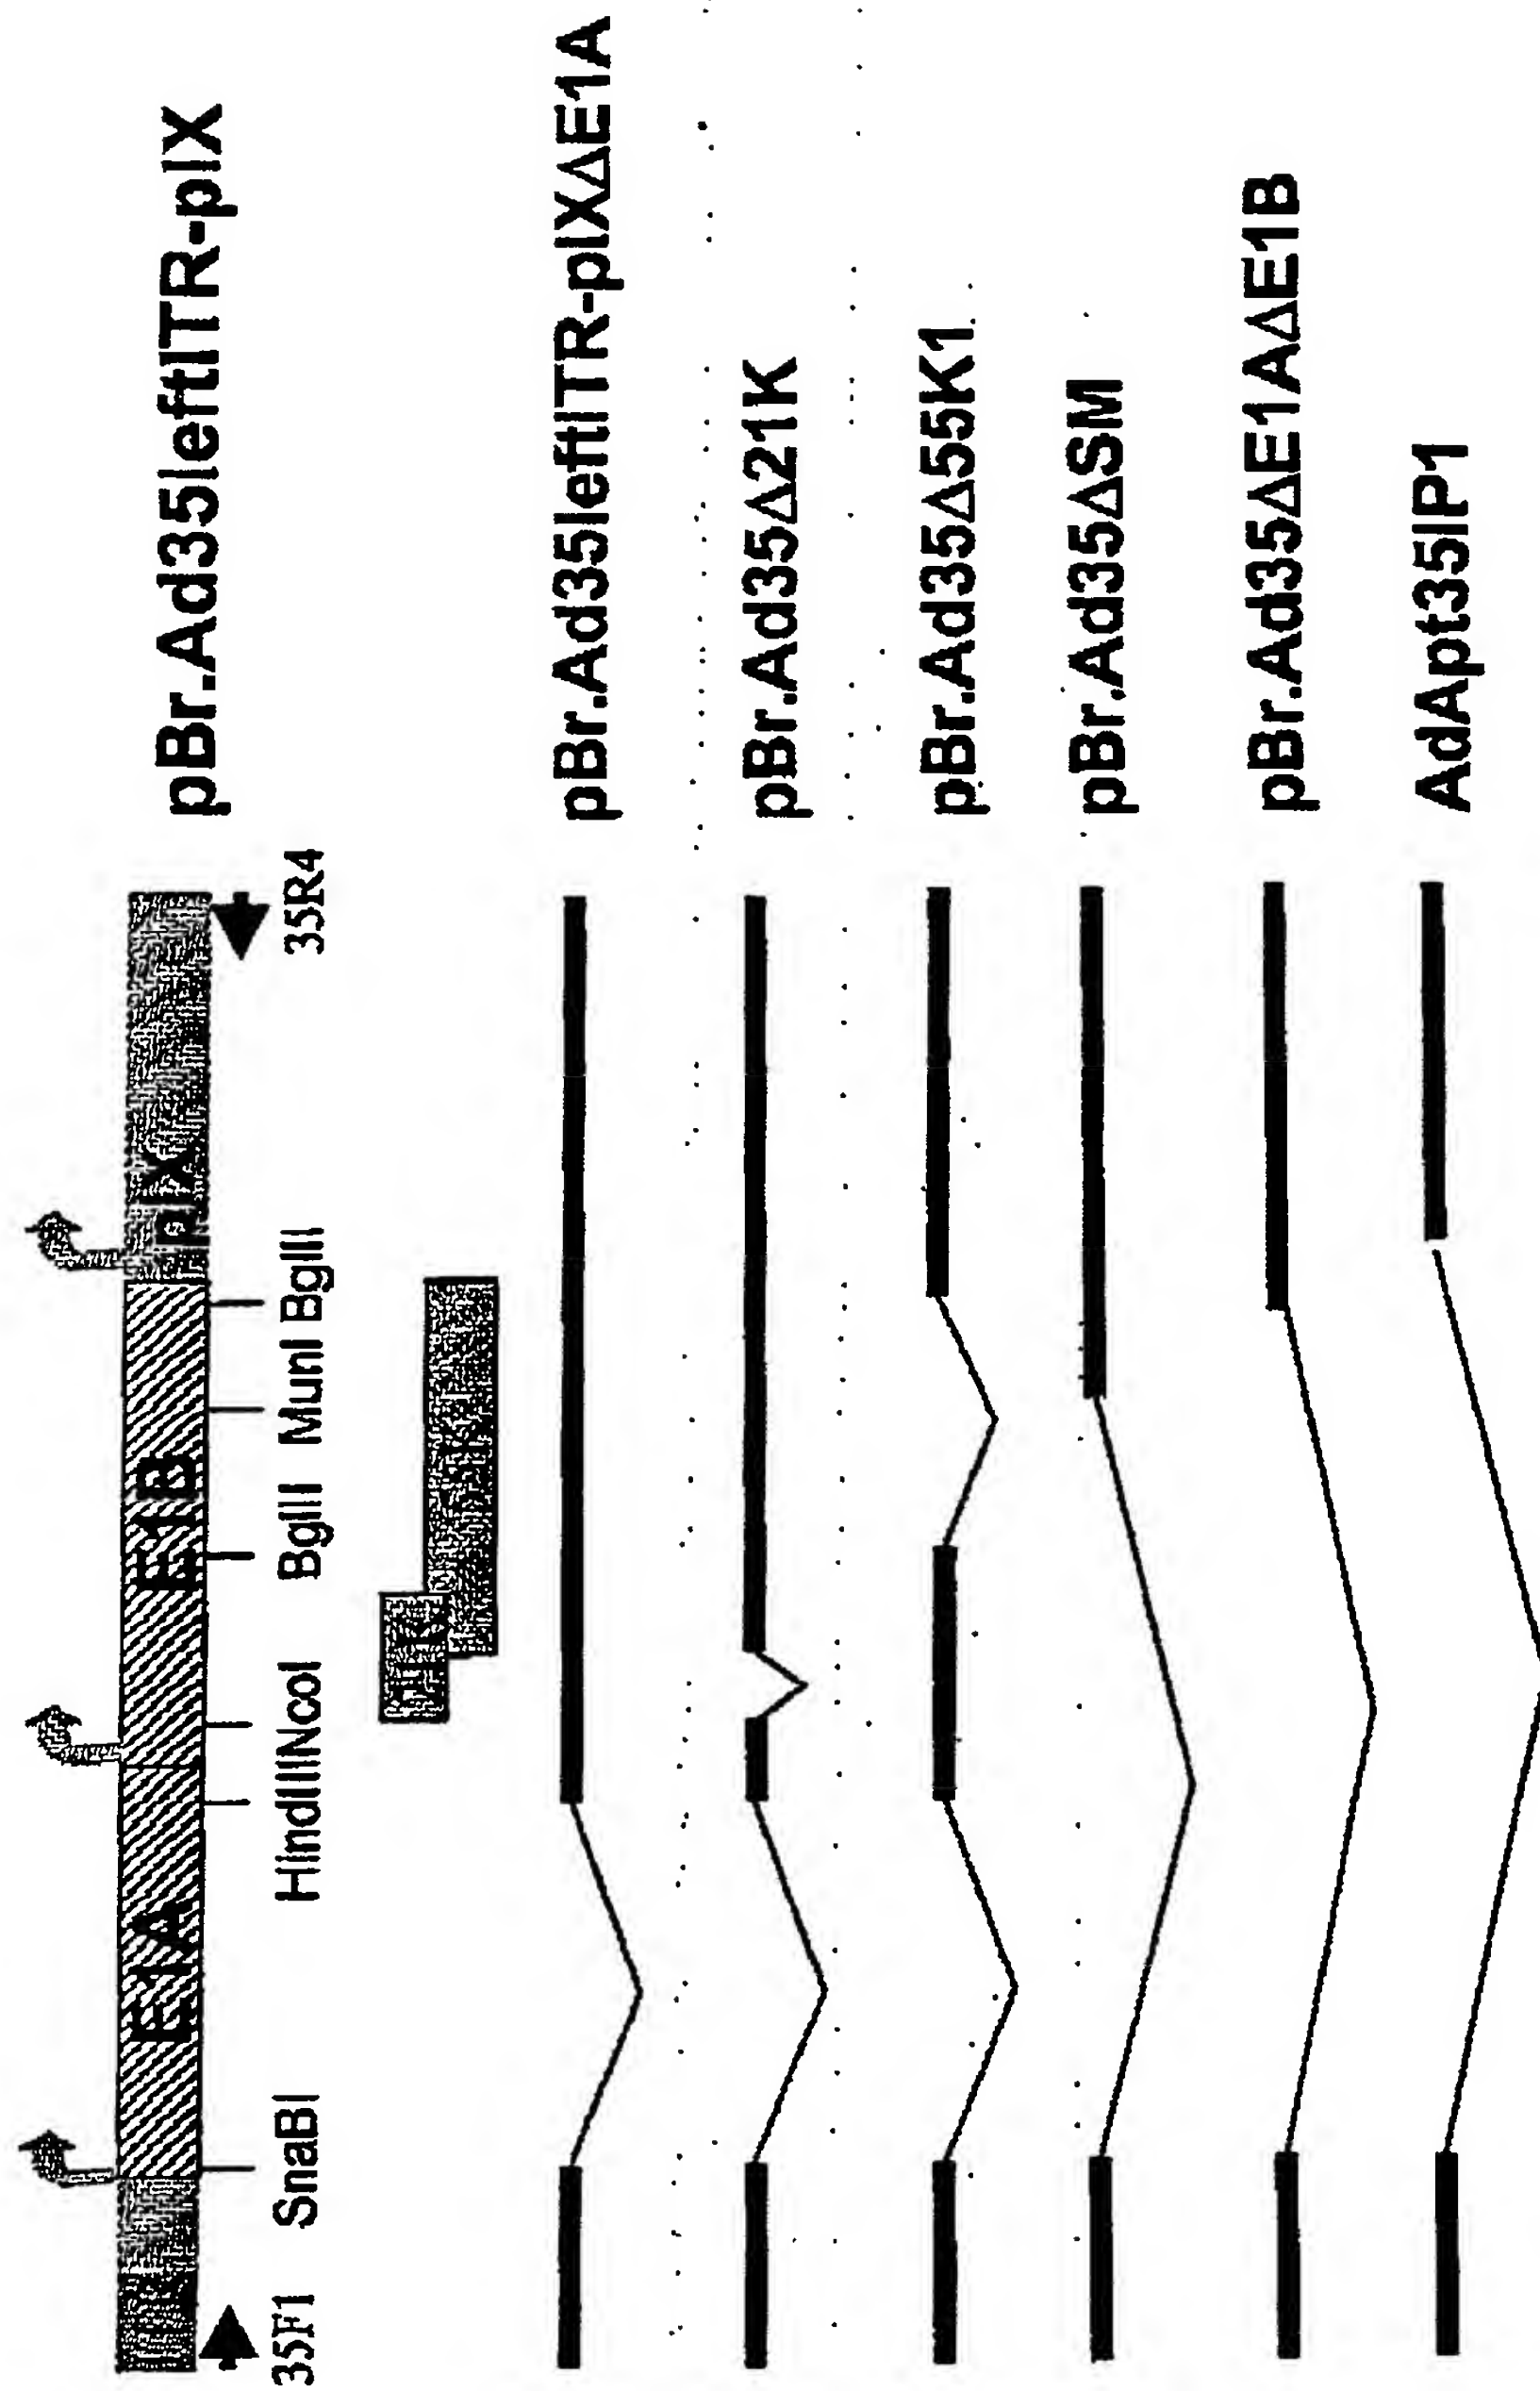 pBr.Ad35leftITR-pIX
E1A E1B pIX
35F1 SnaBI HindIII NcoI BglII MunI BglII 35R4
21K
55K
pBr.Ad35leftITR-pIXΔE1A
pBr.Ad35Δ21K
pBr.Ad35Δ55K1
pBr.Ad35ΔSM
pBr.Ad35ΔE1AΔE1B
AdApt35IP1